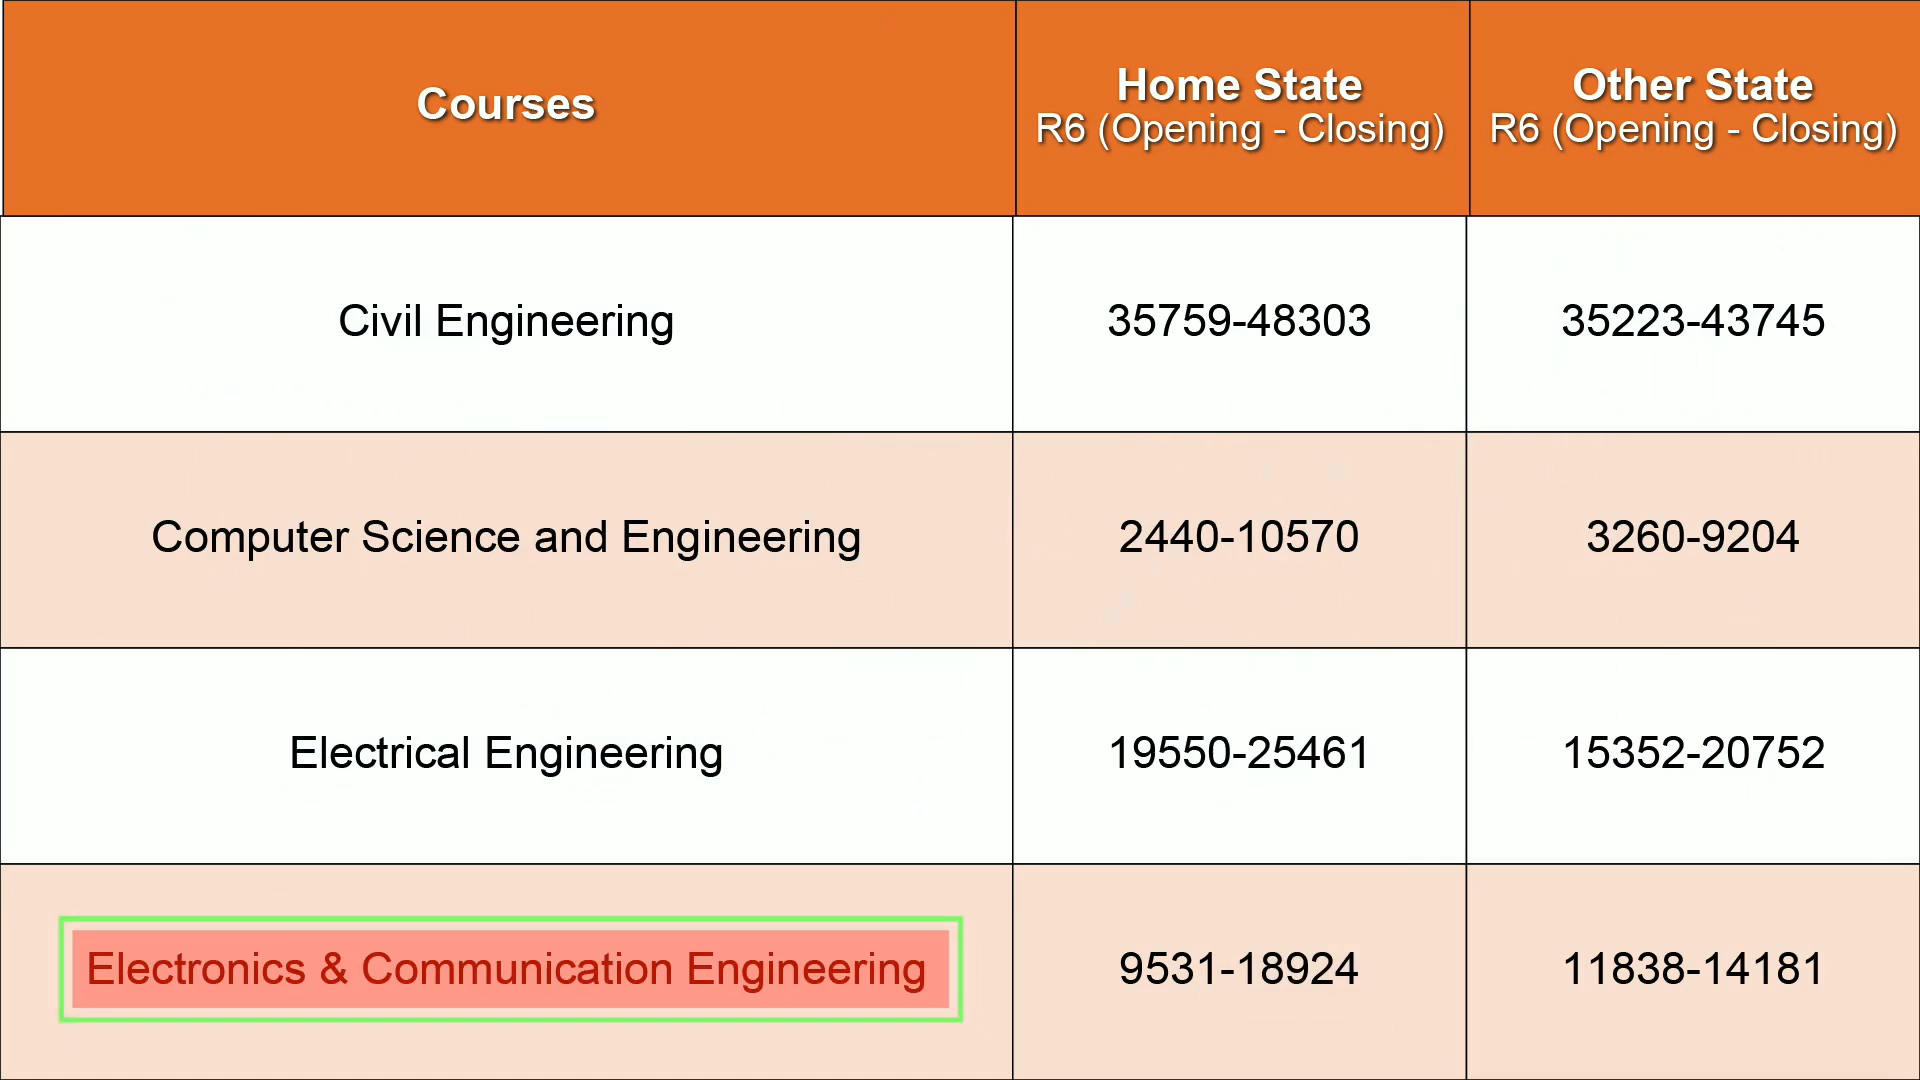 Courses
Home State
R6 (Opening - Closing)
Other State
R6 (Opening - Closing)
Civil Engineering
35759-48303
35223-43745
Computer Science and Engineering
2440-10570
3260-9204
Electrical Engineering
19550-25461
15352-20752
Electronics & Communication Engineering
9531-18924
11838-14181